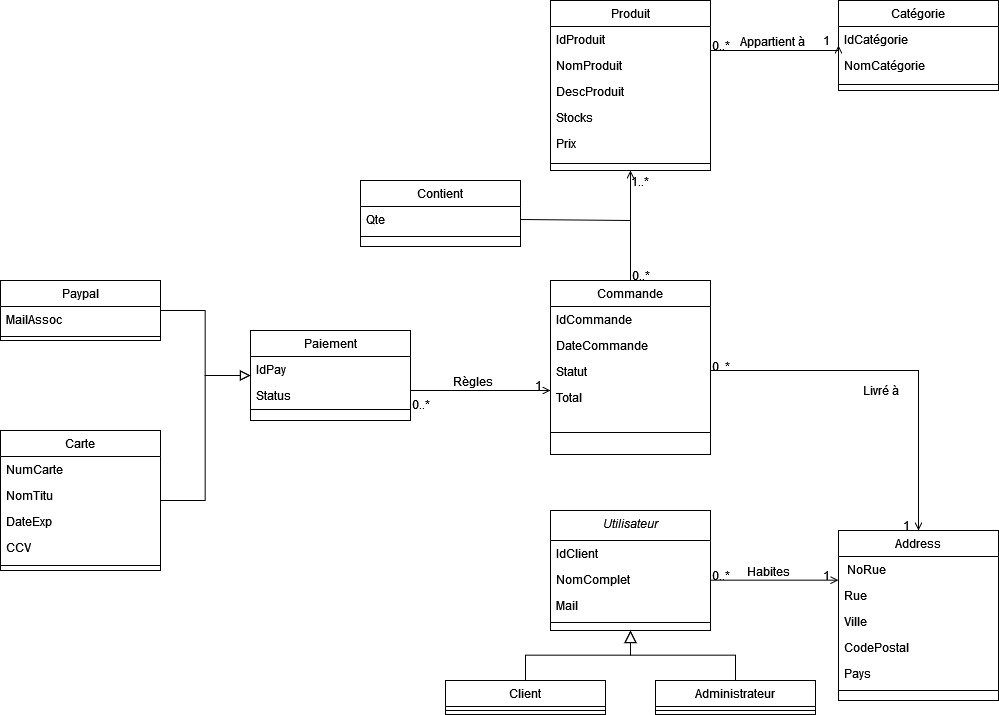 Produit
IdProduit
NomProduit
DescProduit
Stocks
Prix
0..*
Appartient à
1
Catégorie
IdCatégorie
NomCatégorie
1..*
Contient
Qte
0..*
Commande
IdCommande
DateCommande
Statut
Total
Paypal
MailAssoc
Paiement
IdPay
Status
Règles
1
0..*
Carte
NumCarte
NomTitu
DateExp
CCV
0..*
Livré à
1
Utilisateur
IdClient
NomComplet
Mail
0..*
Habites
1
Address
NoRue
Rue
Ville
CodePostal
Pays
Client
Administrateur